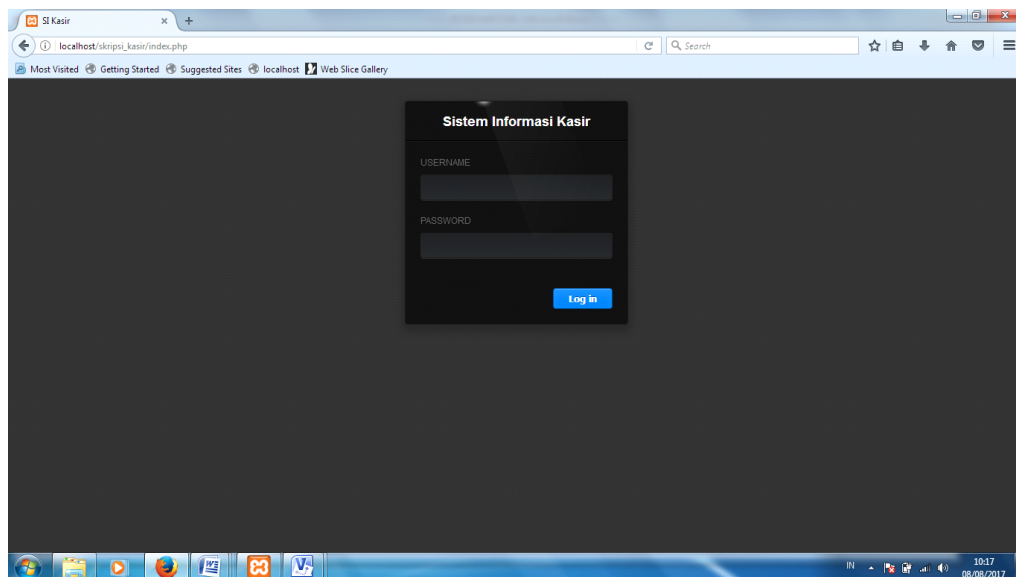 SI Kasir
localhost/skripsi_kasir/index.php
Search
Most Visited Getting Started Suggested Sites localhost Web Slice Gallery
Sistem Informasi Kasir
USERNAME
PASSWORD
Log in
IN
10:17
08/08/2017